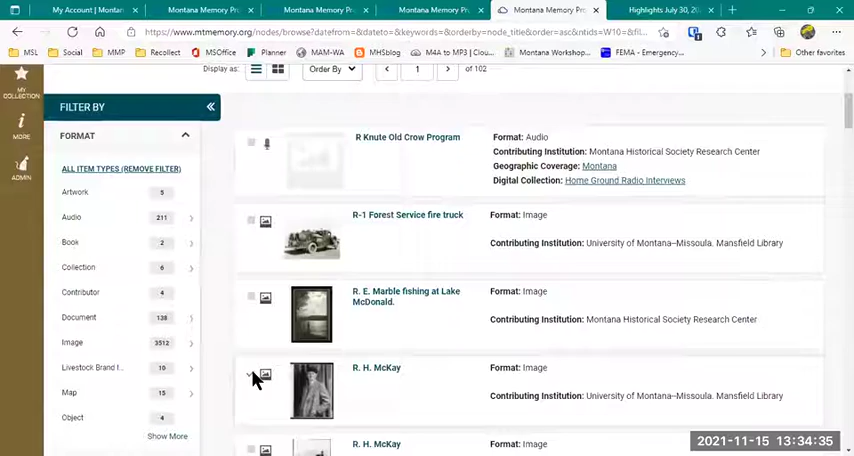 My Account | Montan
Montana Memory Pr
Montana Memory Pr
Montana Memory Pr
Montana Memory Pr
Highlights July 30, 20
https://www.mtmemory.org/nodes/browse?datefrom=&dateto=&keywords=&orderby=node_title&order=asc&ntids=W10=&fil...
MSL
Social
MMP
Recollect
MSOffice
Planner
MAM-WA
MHSblog
M4A to MP3 | Clou...
Montana Workshop...
FEMA - Emergency...
Other favorites
MY COLLECTION
MORE
ADMIN
Display as:
Order By
1
of 102
FILTER BY
FORMAT
ALL ITEM TYPES (REMOVE FILTER)
Artwork 5
Audio 211
Book 2
Collection 6
Contributor 4
Document 138
Image 3512
Livestock Brand I... 10
Map 15
Object 4
Show More
R Knute Old Crow Program
Format: Audio
Contributing Institution: Montana Historical Society Research Center
Geographic Coverage: Montana
Digital Collection: Home Ground Radio Interviews
R-1 Forest Service fire truck
Format: Image
Contributing Institution: University of Montana--Missoula. Mansfield Library
R. E. Marble fishing at Lake
McDonald.
Format: Image
Contributing Institution: Montana Historical Society Research Center
R. H. McKay
Format: Image
Contributing Institution: University of Montana--Missoula. Mansfield Library
R. H. McKay
Format: Image
2021-11-15 13:34:35